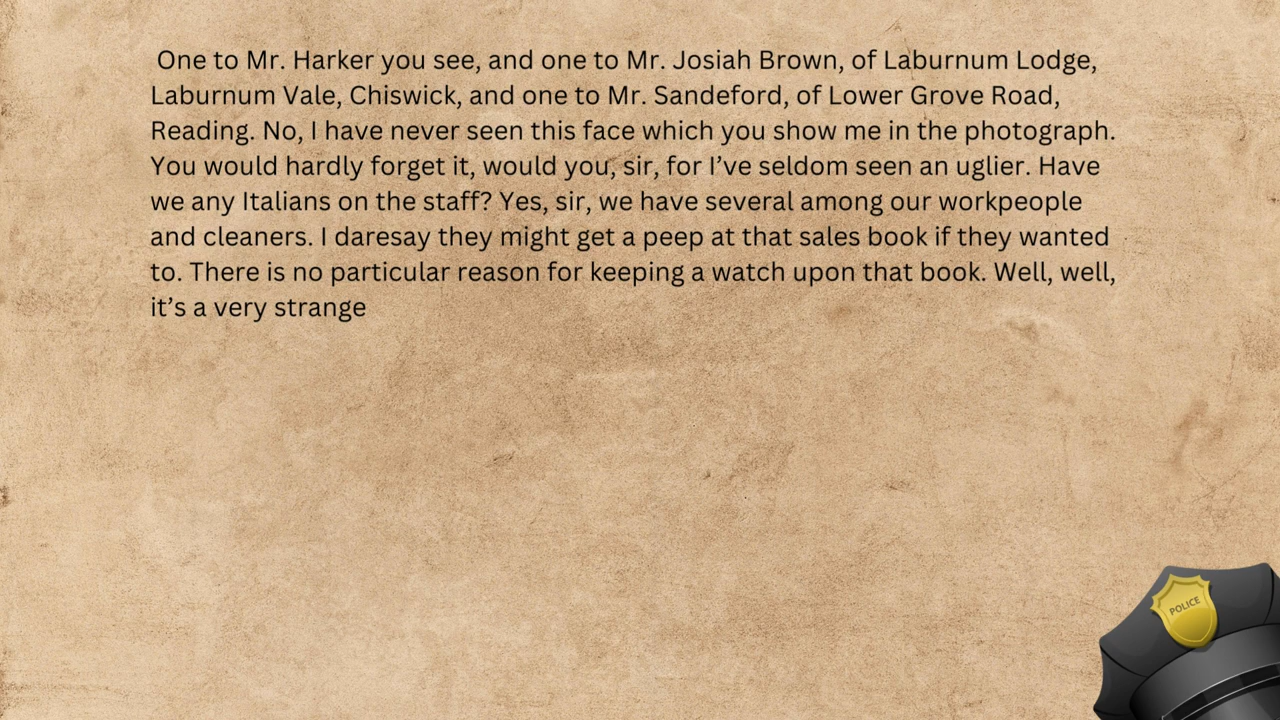 One to Mr. Harker you see, and one to Mr. Josiah Brown, of Laburnum Lodge,
Laburnum Vale, Chiswick, and one to Mr. Sandeford, of Lower Grove Road,
Reading. No, I have never seen this face which you show me in the photograph.
You would hardly forget it, would you, sir, for I’ve seldom seen an uglier. Have
we any Italians on the staff? Yes, sir, we have several among our workpeople
and cleaners. I daresay they might get a peep at that sales book if they wanted
to. There is no particular reason for keeping a watch upon that book. Well, well,
it’s a very strange
POLICE